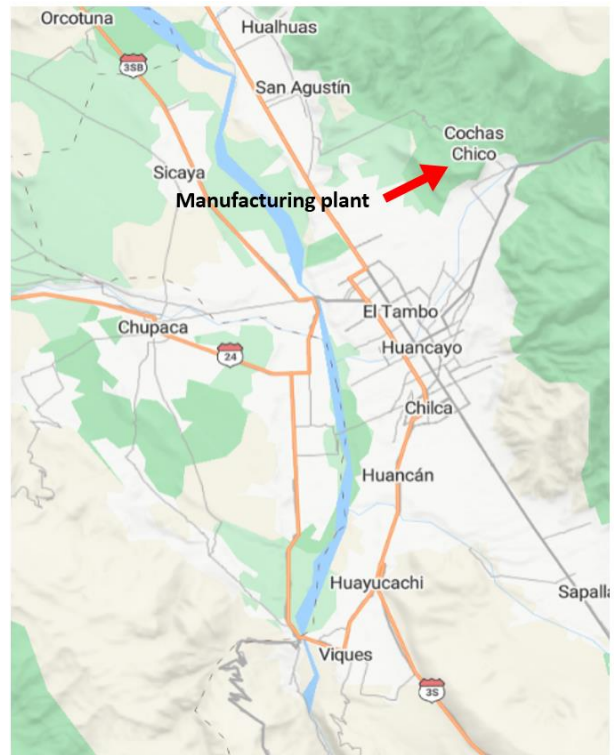 Orcotuna
Hualhuas
3SB
San Agustín
Cochas
Chico
Sicaya
Manufacturing plant
El Tambo
Chupaca
Huancayo
24
Chilca
Huancán
Huayucachi
Sapalla
Viques
3S